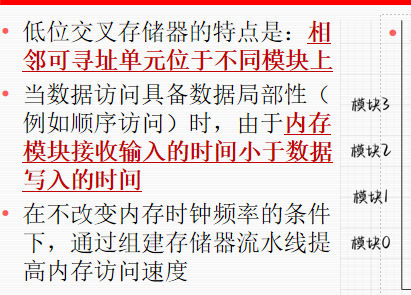 低位交叉存储器的特点是：相
邻可寻址单元位于不同模块上
当数据访问具备数据局部性（
例如顺序访问）时，由于内存
模块接收输入的时间小于数据
写入的时间
在不改变内存时钟频率的条件
下，通过组建存储器流水线提
高内存访问速度
模块3
模块2
模块1
模块0